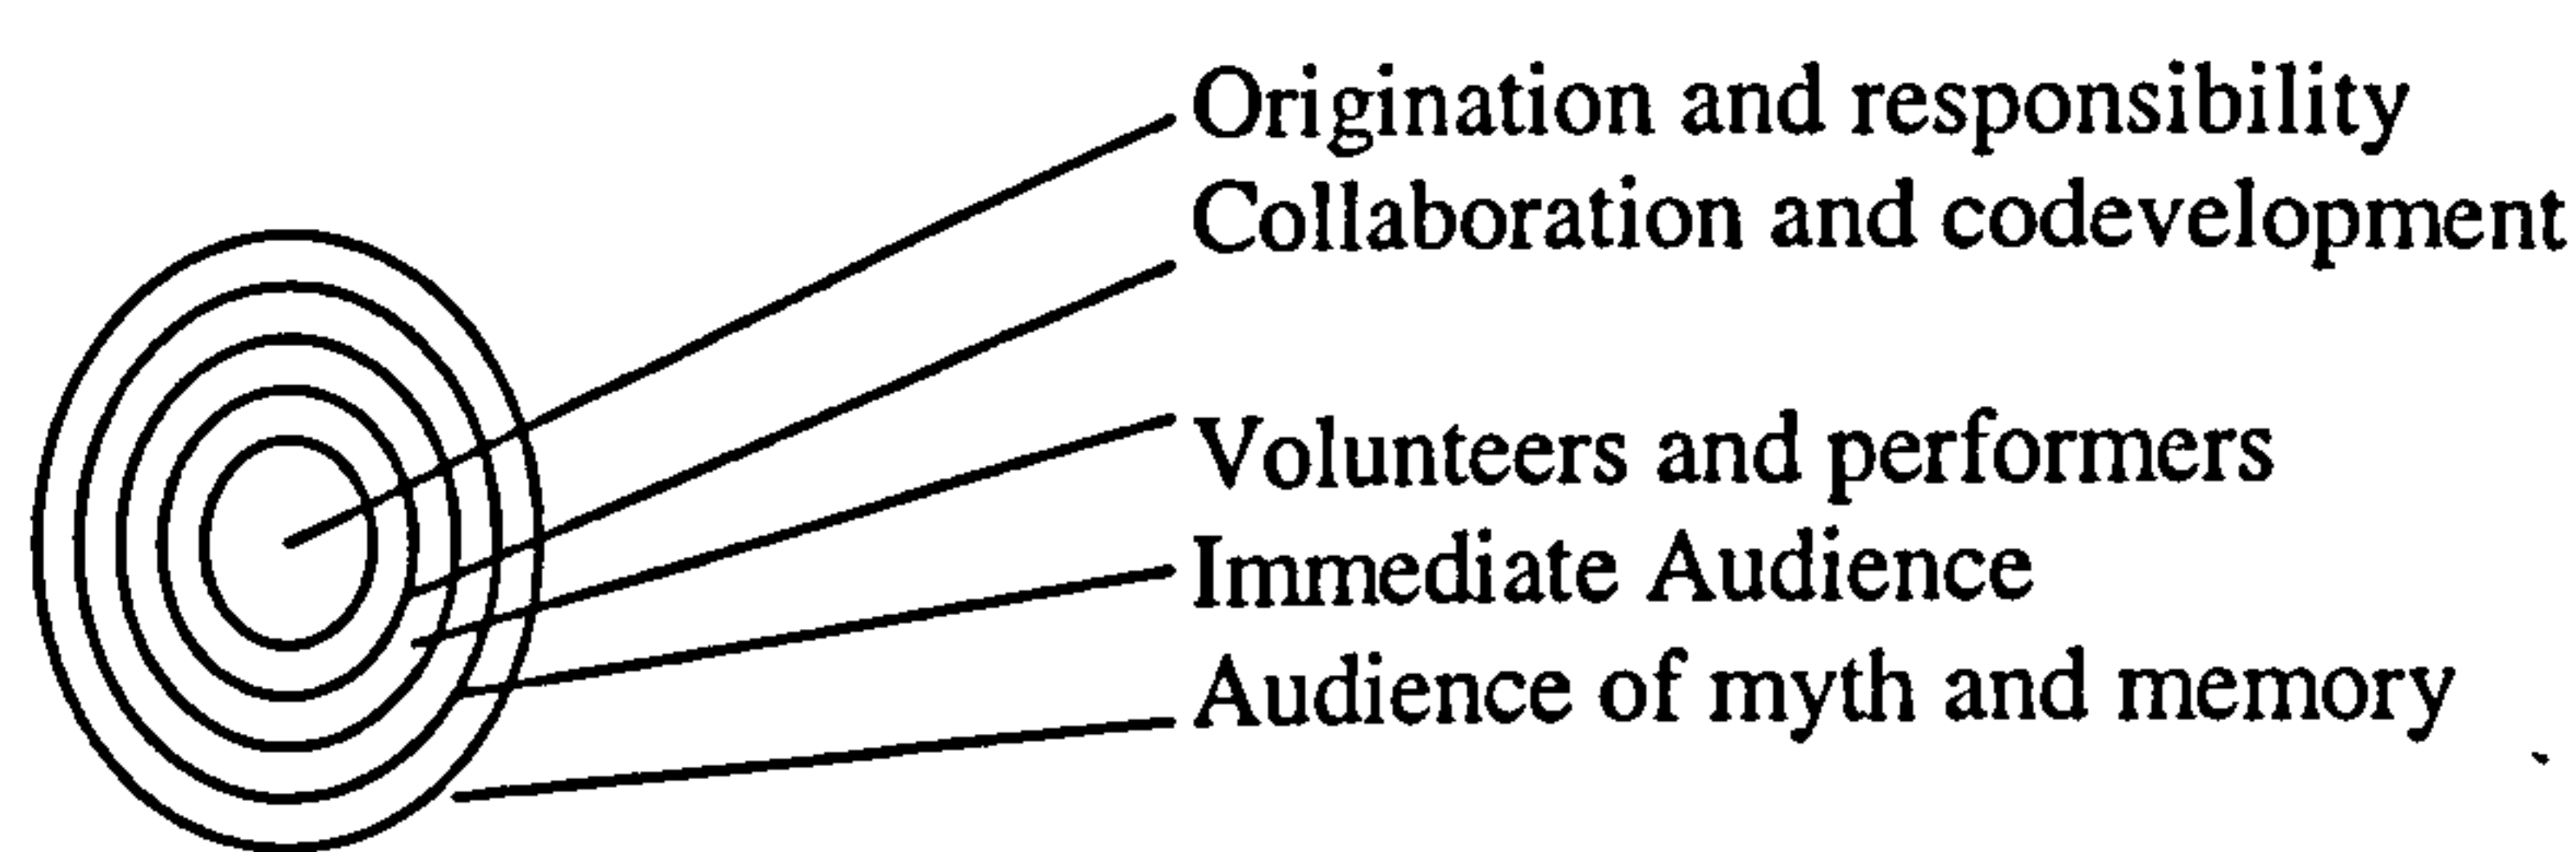 Origination and responsibility
Collaboration and codevelopment
Volunteers and performers
Immediate Audience
Audience of myth and memory